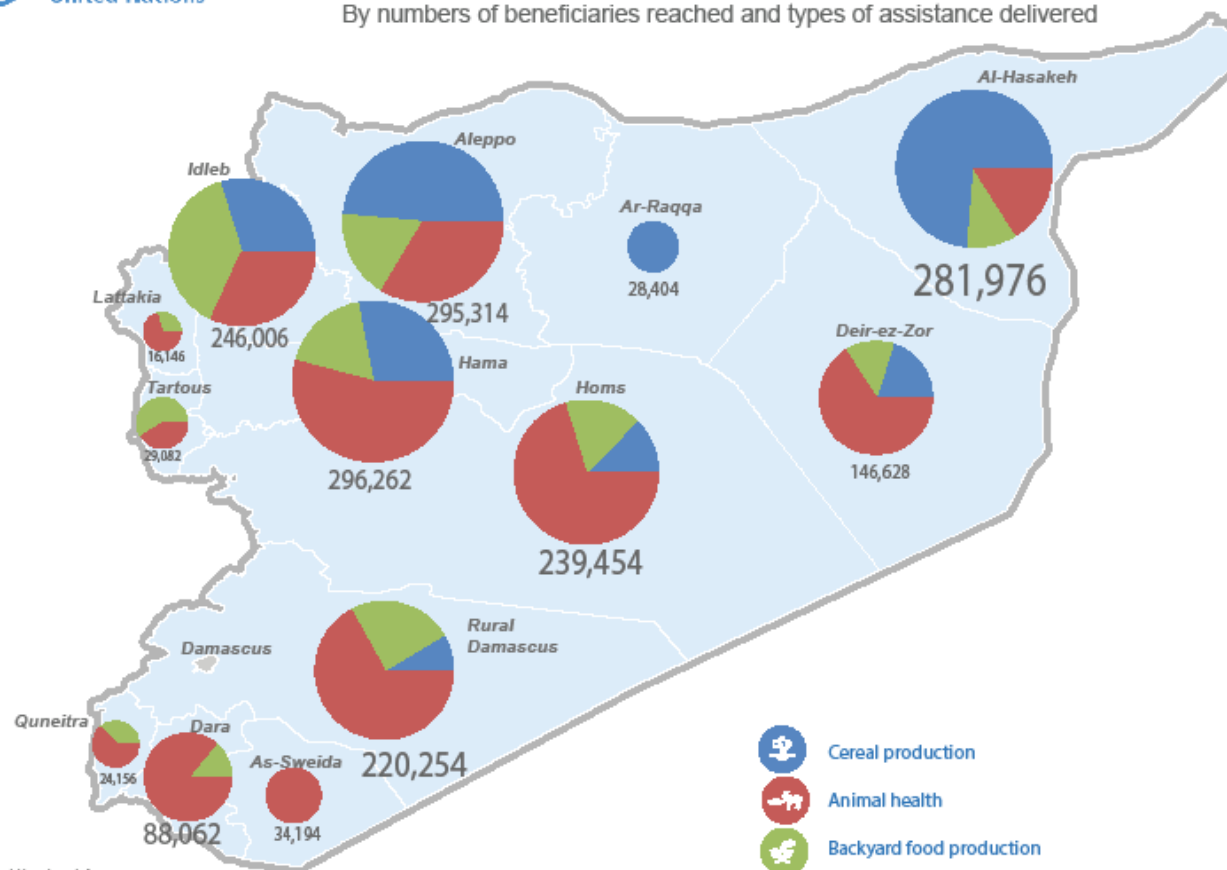 United Nations
By numbers of beneficiaries reached and types of assistance delivered
Al-Hasakeh
281,976
Aleppo
295,314
Idleb
246,006
Ar-Raqqa
28,404
Lattakia
16,146
Hama
296,262
Deir-ez-Zor
146,628
Tartous
29,082
Homs
239,454
Rural
Damascus
220,254
Damascus
Quneitra
24,156
Dara
88,062
As-Sweida
34,194
Cereal production
Animal health
Backyard food production